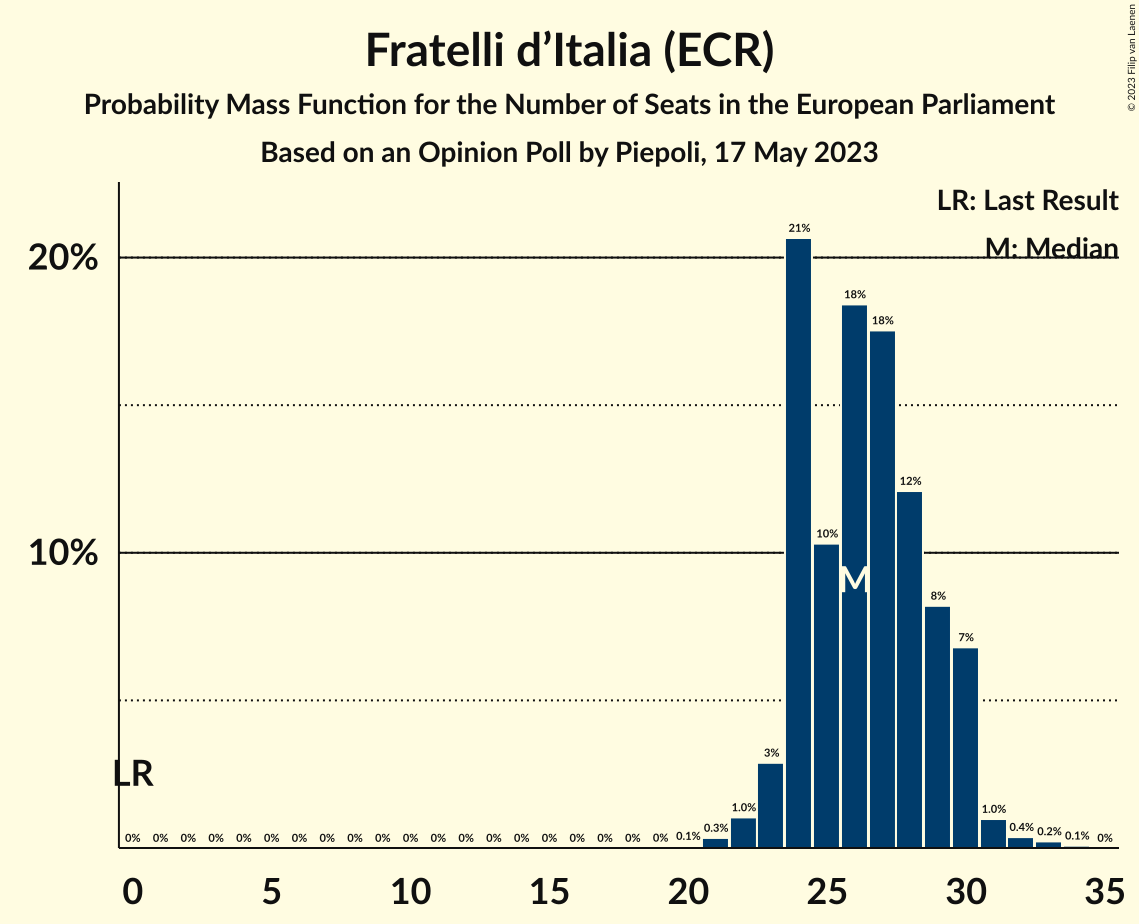 Fratelli d’Italia (ECR)
Probability Mass Function for the Number of Seats in the European Parliament
Based on an Opinion Poll by Piepoli, 17 May 2023
© 2023 Filip van Laenen
LR: Last Result
M: Median
20%
10%
21%
18%
18%
12%
10%
M
8%
7%
3%
LR
1.0%
1.0%
0% 0% 0% 0% 0% 0% 0% 0% 0% 0% 0% 0% 0% 0% 0% 0% 0% 0% 0% 0% 0.1% 0.3% 0.4% 0.2% 0.1% 0%
0 5 10 15 20 25 30 35